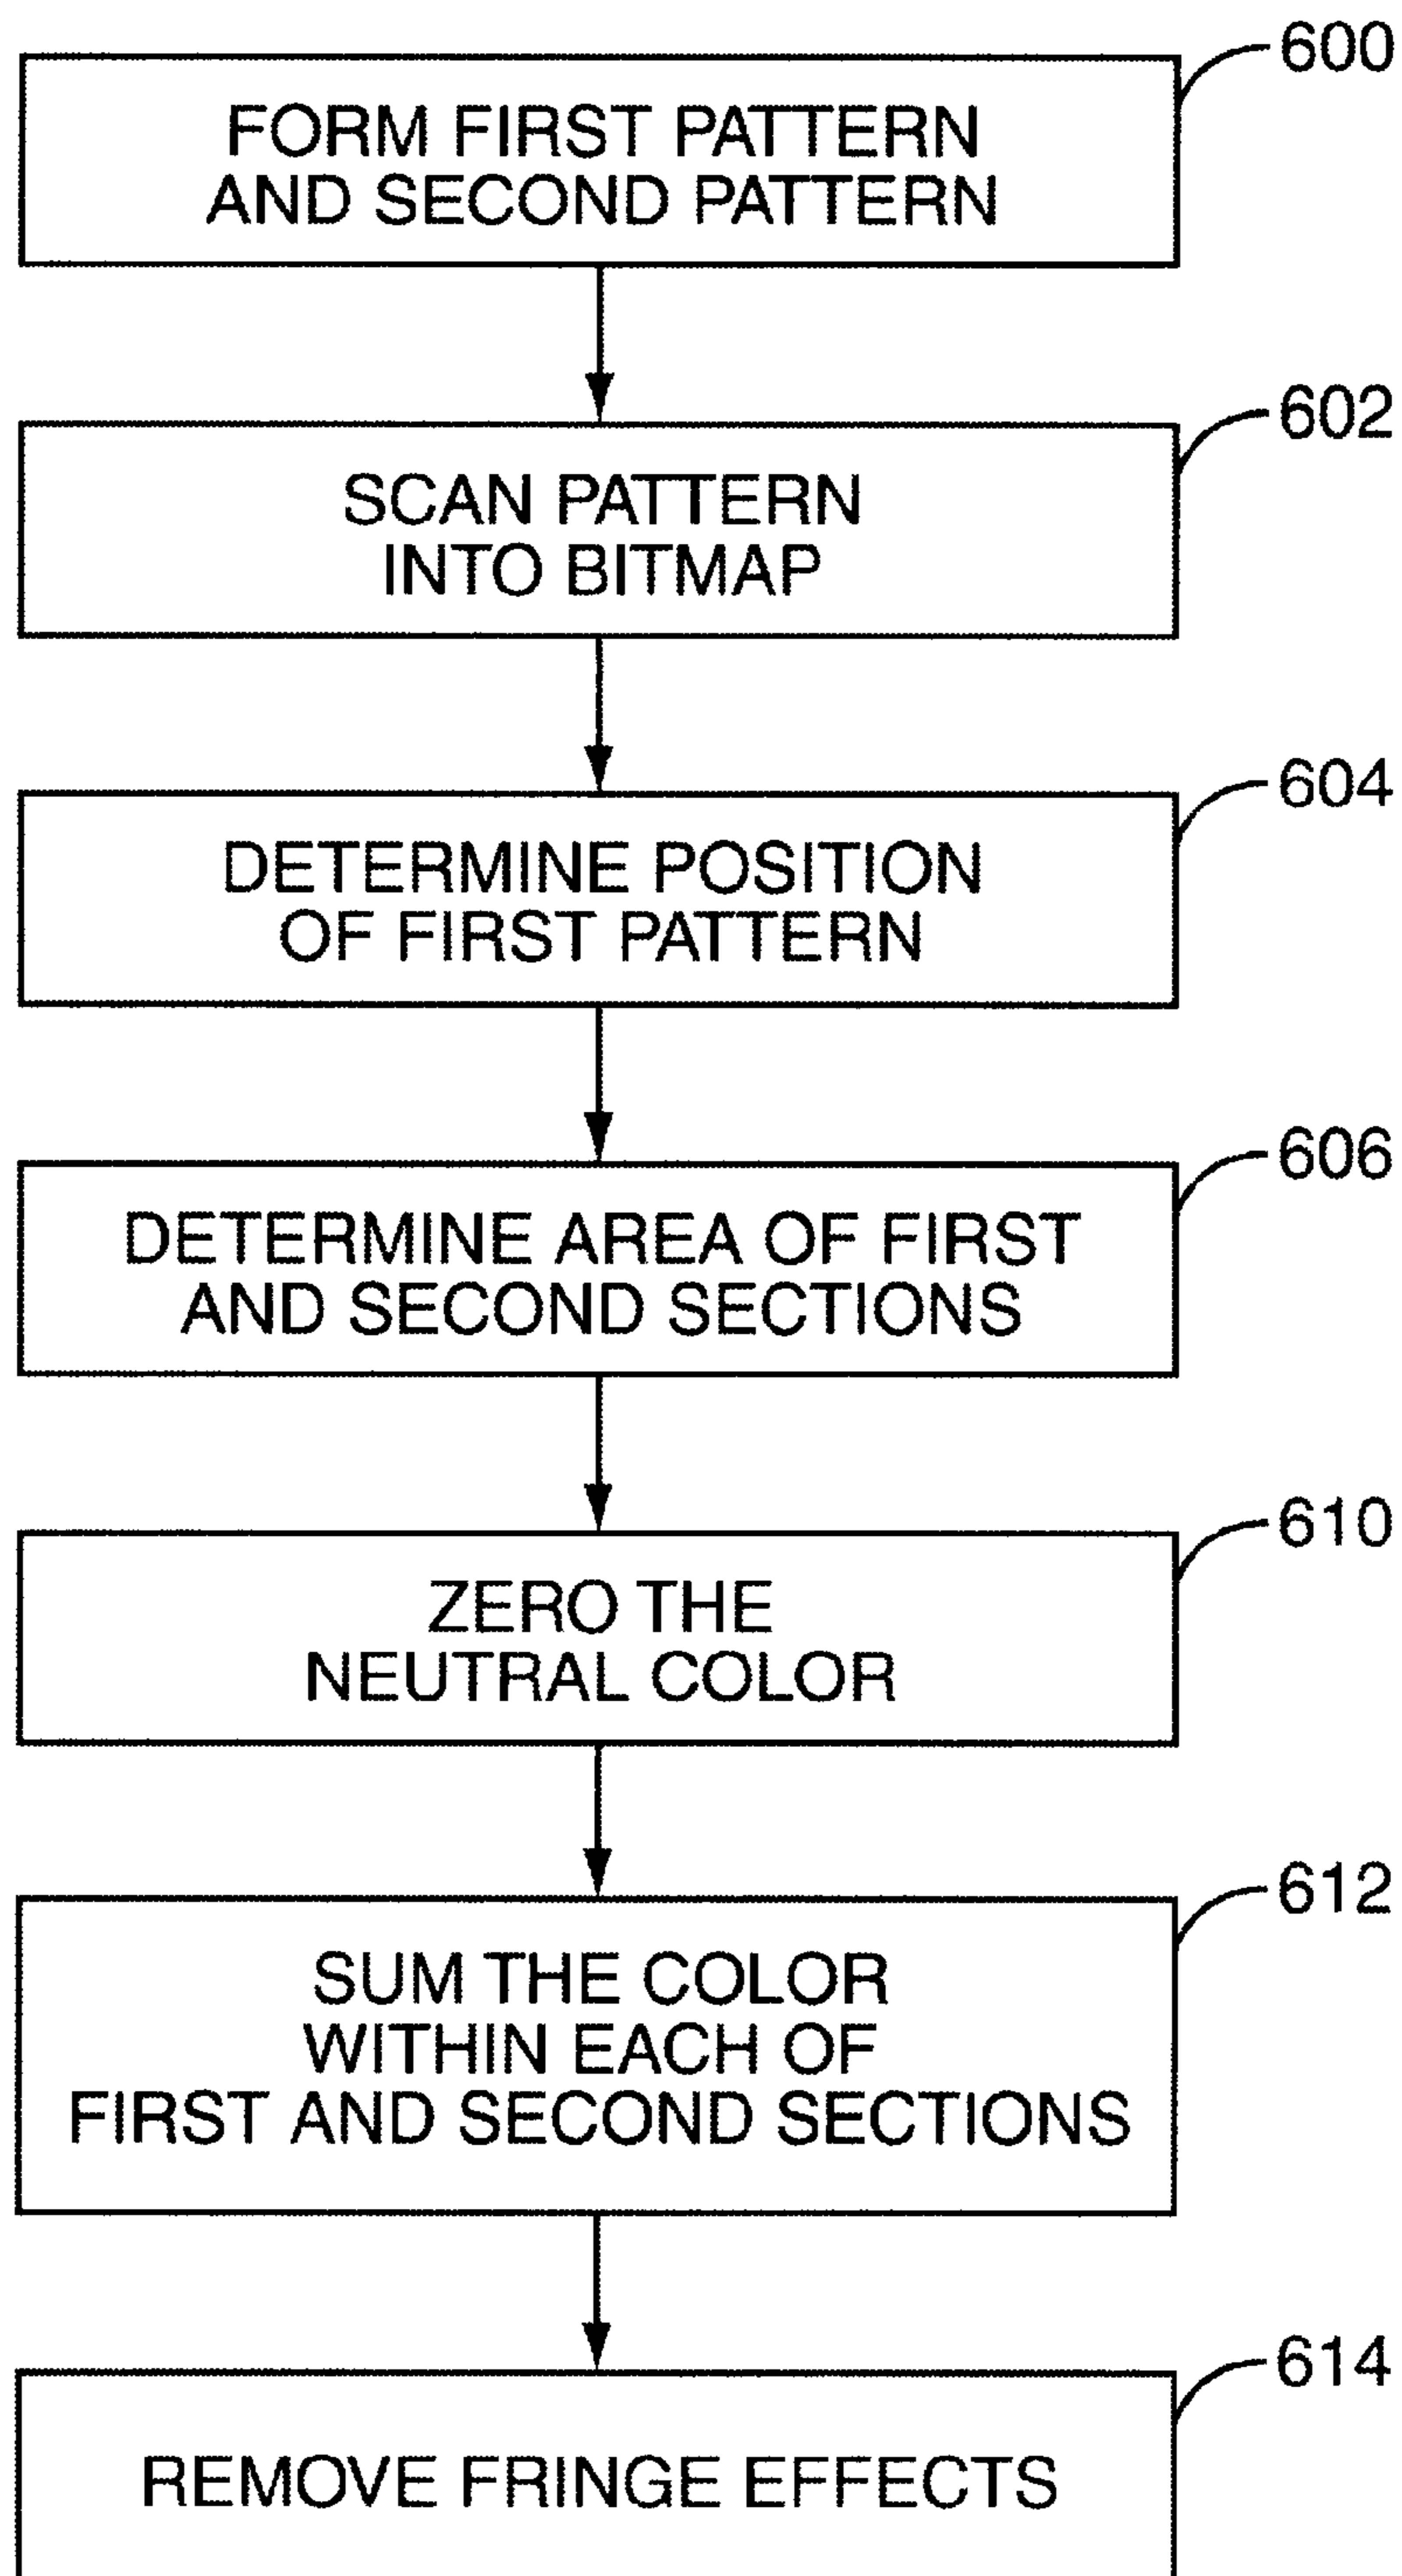 600
FORM FIRST PATTERN
AND SECOND PATTERN
602
SCAN PATTERN
INTO BITMAP
604
DETERMINE POSITION
OF FIRST PATTERN
606
DETERMINE AREA OF FIRST
AND SECOND SECTIONS
610
ZERO THE
NEUTRAL COLOR
612
SUM THE COLOR
WITHIN EACH OF
FIRST AND SECOND SECTIONS
614
REMOVE FRINGE EFFECTS